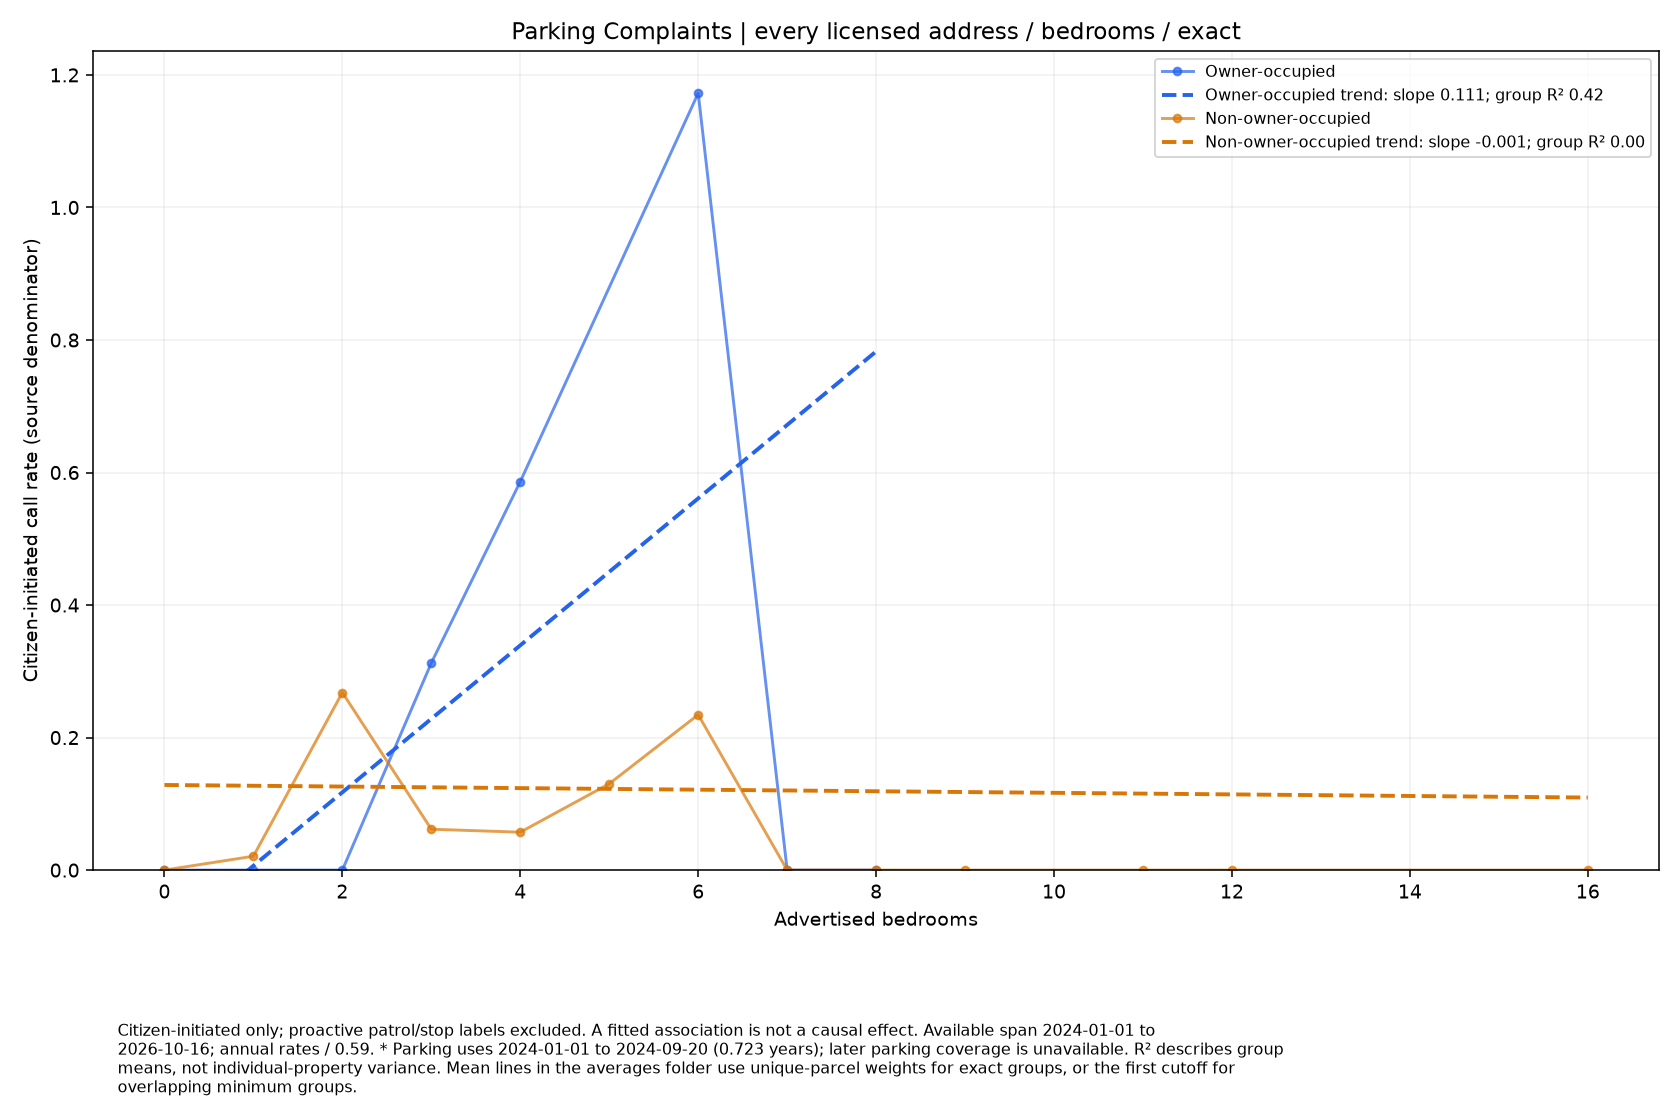 Parking Complaints | every licensed address / bedrooms / exact
Owner-occupied
Owner-occupied trend: slope 0.111; group R² 0.42
Non-owner-occupied
Non-owner-occupied trend: slope -0.001; group R² 0.00
Citizen-initiated call rate (source denominator)
1.2
1.0
0.8
0.6
0.4
0.2
0.0
0 2 4 6 8 10 12 14 16
Advertised bedrooms
Citizen-initiated only; proactive patrol/stop labels excluded. A fitted association is not a causal effect. Available span 2024-01-01 to
2026-10-16; annual rates / 0.59. * Parking uses 2024-01-01 to 2024-09-20 (0.723 years); later parking coverage is unavailable. R² describes group
means, not individual-property variance. Mean lines in the averages folder use unique-parcel weights for exact groups, or the first cutoff for
overlapping minimum groups.